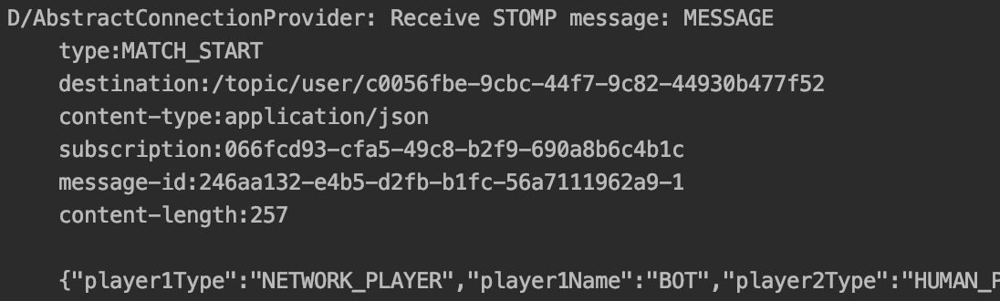 D/AbstractConnectionProvider: Receive STOMP message: MESSAGE
type:MATCH_START
destination:/topic/user/c0056fbe-9cbc-44f7-9c82-44930b477f52
content-type:application/json
subscription:066fcd93-cfa5-49c8-b2f9-690a8b6c4b1c
message-id:246aa132-e4b5-d2fb-b1fc-56a7111962a9-1
content-length:257
{"player1Type":"NETWORK_PLAYER","player1Name":"BOT","player2Type":"HUMAN_P